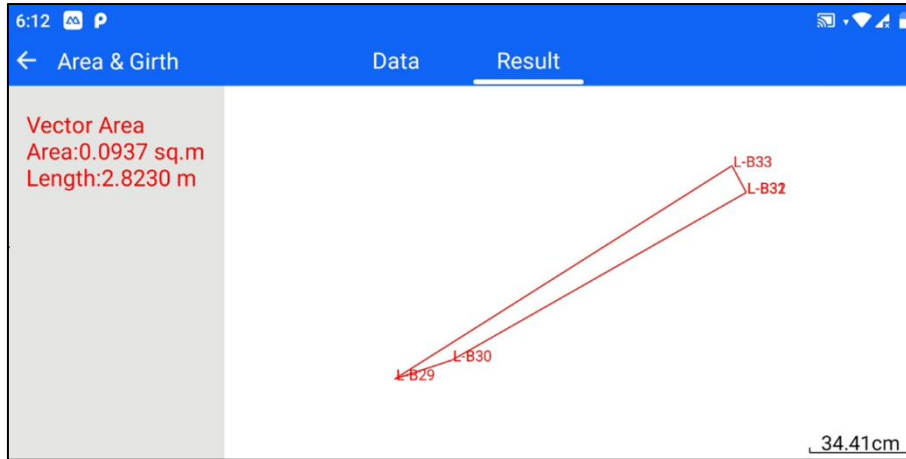 6:12
Area & Girth Data Result
Vector Area
Area:0.0937 sq.m
Length:2.8230 m
L-B33
L-B30
L-B29
34.41cm